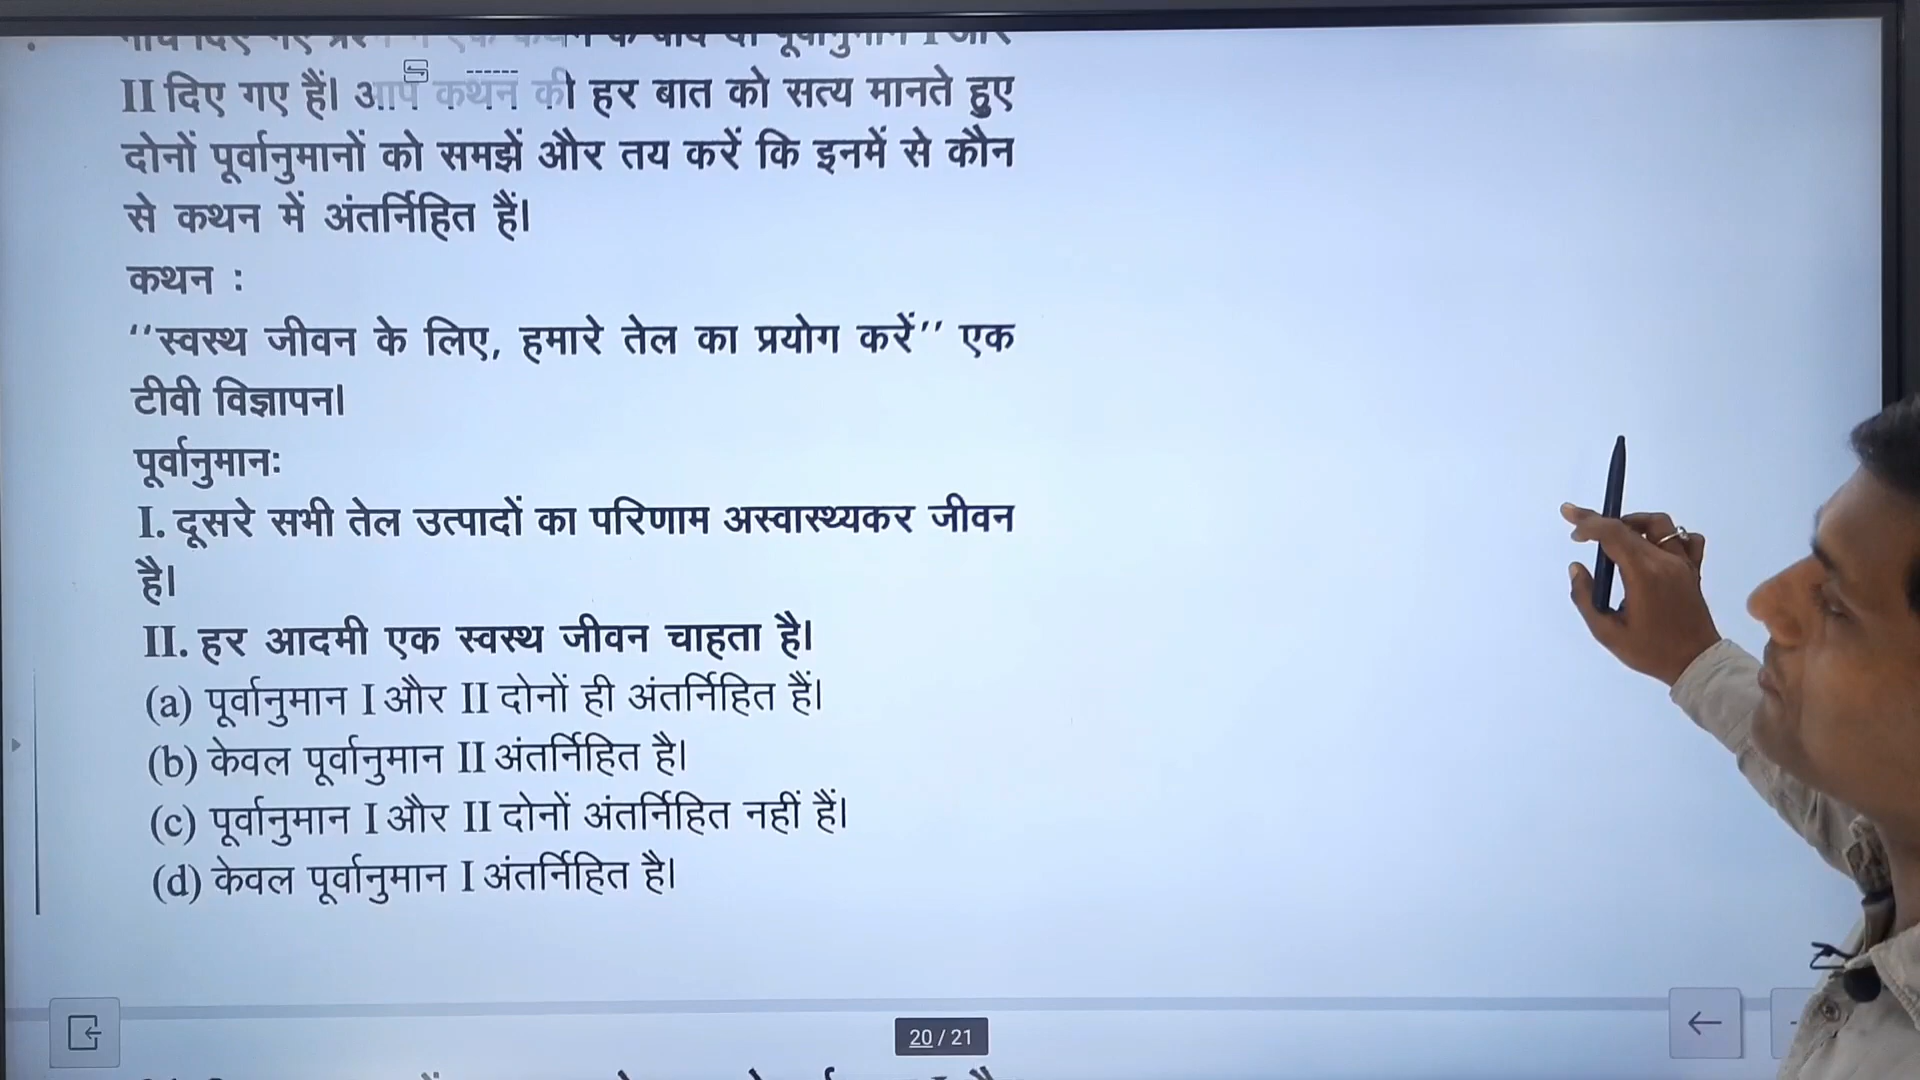 II दिए गए हैं। आप कथन की हर बात को सत्य मानते हुए
दोनों पूर्वानुमानों को समझें और तय करें कि इनमें से कौन
से कथन में अंतर्निहित हैं।
कथन :
‘‘स्वस्थ जीवन के लिए, हमारे तेल का प्रयोग करें’’ एक
टीवी विज्ञापन।
पूर्वानुमानः
I. दूसरे सभी तेल उत्पादों का परिणाम अस्वास्थ्यकर जीवन
है।
II. हर आदमी एक स्वस्थ जीवन चाहता है।
(a) पूर्वानुमान I और II दोनों ही अंतर्निहित हैं।
(b) केवल पूर्वानुमान II अंतर्निहित है।
(c) पूर्वानुमान I और II दोनों अंतर्निहित नहीं हैं।
(d) केवल पूर्वानुमान I अंतर्निहित है।
20 / 21